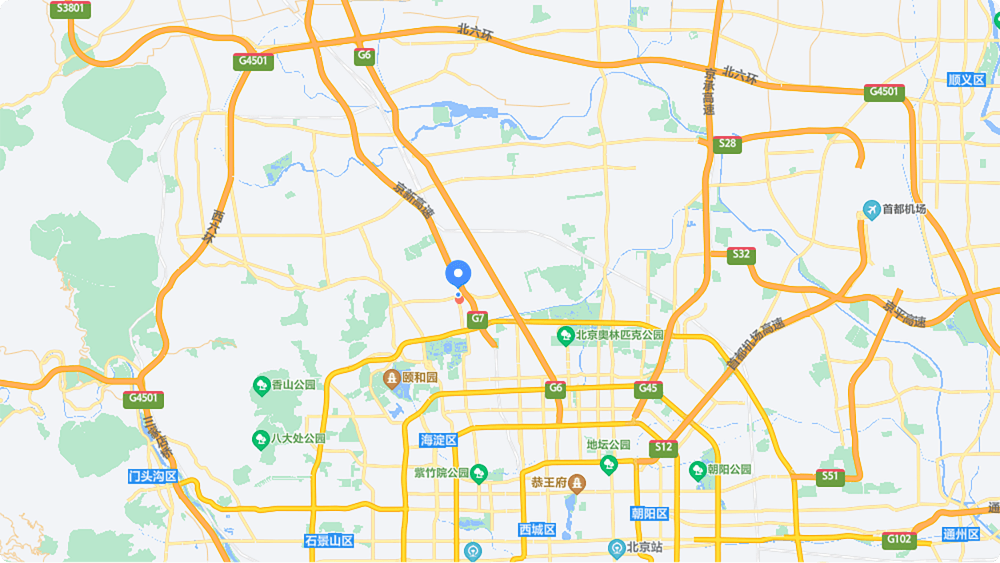 S3801
北六环
G6
G4501
北六环
京承高速
顺义区
G4501
S28
京新高速
西六环
首都机场
S32
G7
京平高速
北京奥林匹克公园
首都机场高速
颐和园
香山公园
G4501
G6
G45
三家店桥
海淀区
八大处公园
地坛公园
S12
门头沟区
紫竹院公园
朝阳公园
恭王府
S51
朝阳区
西城区
通
石景山区
北京站
G102
通州区